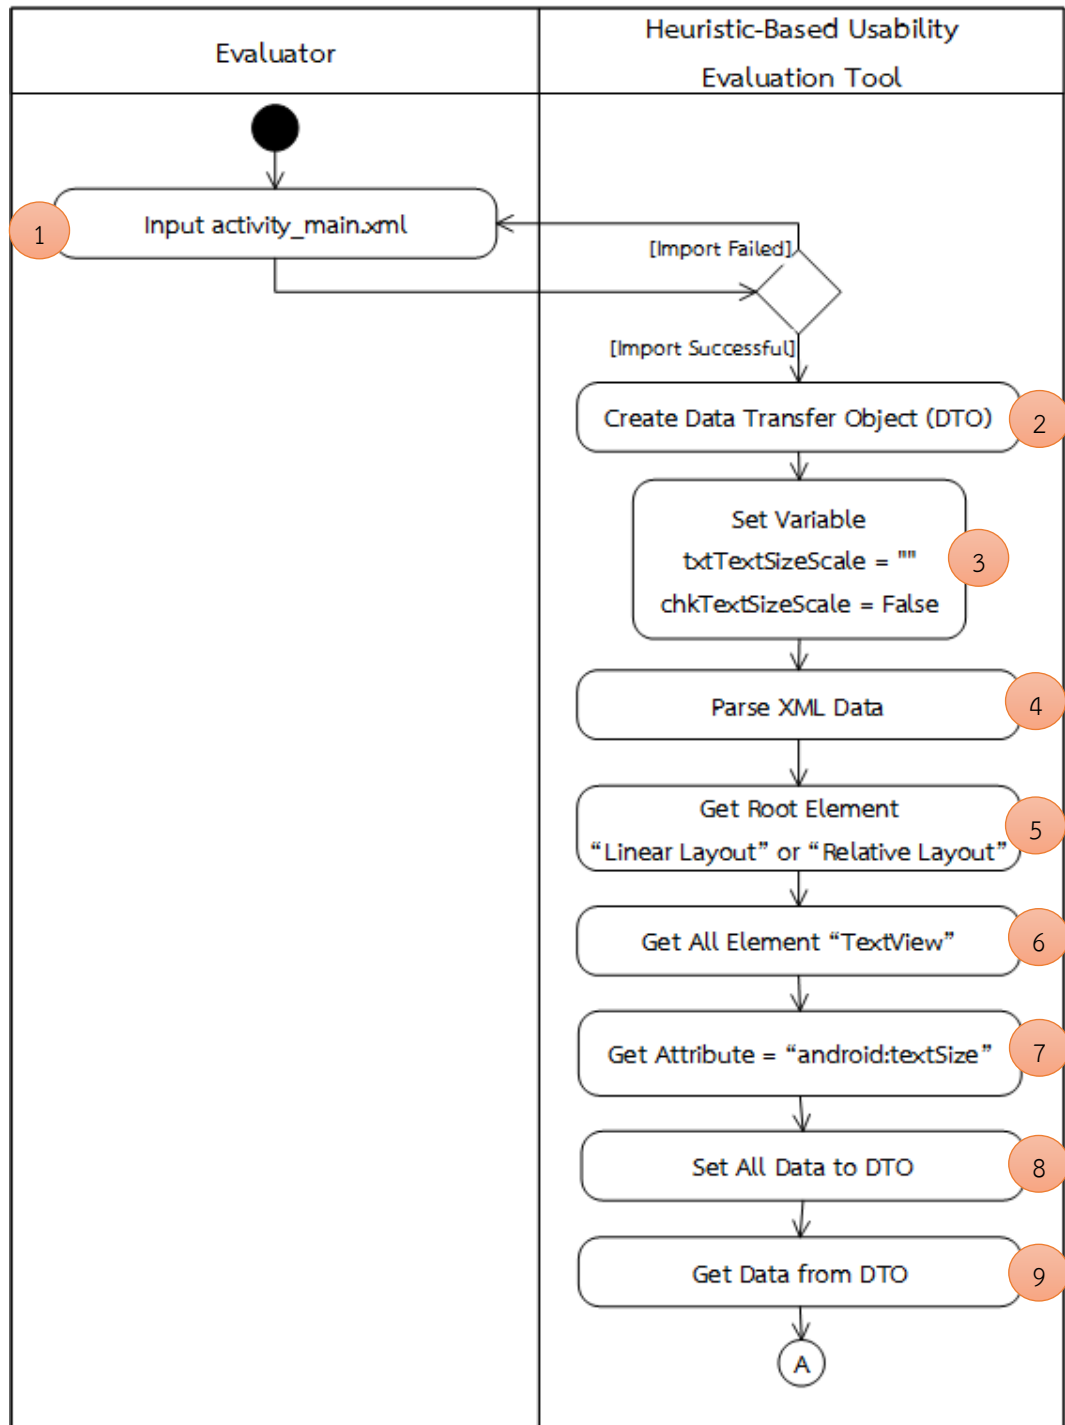 Evaluator
Heuristic-Based Usability
Evaluation Tool
1
Input activity_main.xml
[Import Failed]
[Import Successful]
Create Data Transfer Object (DTO)
2
Set Variable
txtTextSizeScale = ""
chkTextSizeScale = False
3
Parse XML Data
4
Get Root Element
“Linear Layout” or “Relative Layout”
5
Get All Element “TextView”
6
Get Attribute = “android:textSize”
7
Set All Data to DTO
8
Get Data from DTO
9
A